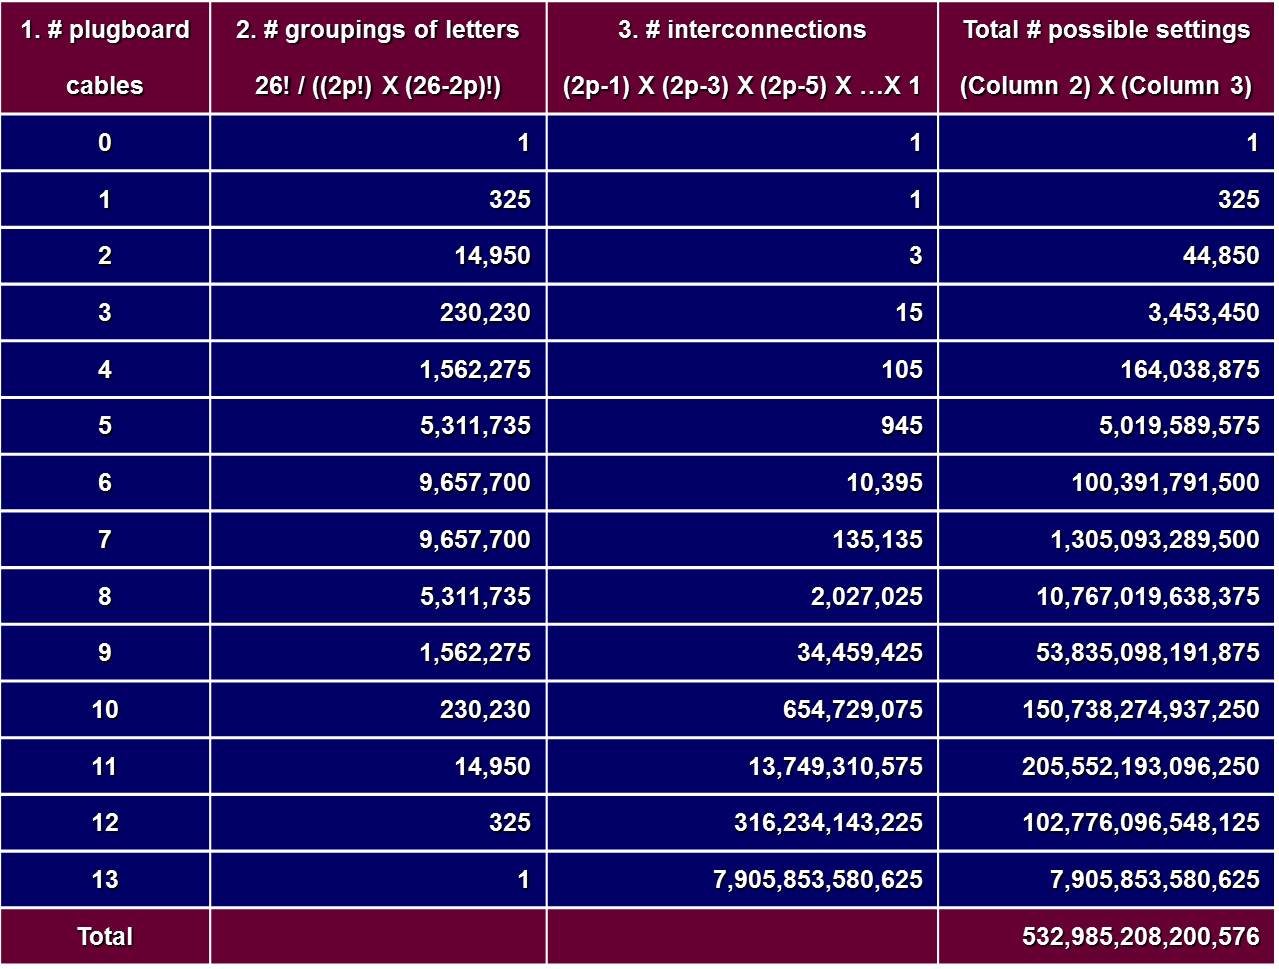 1. # plugboard 2. # groupings of letters 3. # interconnections Total # possible settings
cables 26! / ((2p!) X (26-2p)!) (2p-1) X (2p-3) X (2p-5) X …X 1 (Column 2) X (Column 3)
0 1 1 1
1 325 1 325
2 14,950 3 44,850
3 230,230 15 3,453,450
4 1,562,275 105 164,038,875
5 5,311,735 945 5,019,589,575
6 9,657,700 10,395 100,391,791,500
7 9,657,700 135,135 1,305,093,289,500
8 5,311,735 2,027,025 10,767,019,638,375
9 1,562,275 34,459,425 53,835,098,191,875
10 230,230 654,729,075 150,738,274,937,250
11 14,950 13,749,310,575 205,552,193,096,250
12 325 316,234,143,225 102,776,096,548,125
13 1 7,905,853,580,625 7,905,853,580,625
Total 532,985,208,200,576